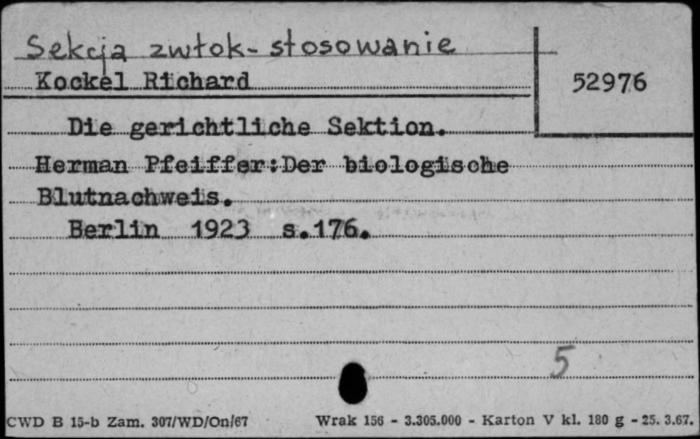 Sekcja zwłok - stosowanie
Kockel Richard
52976
Die gerichtliche Sektion.
Herman Pfeiffer:Der biologische
Blutnachweis.
Berlin 1923 s.176.
5
CWD B 15-b Zam. 307/WD/On/67 Wrak 156 - 3.305.000 - Karton V kl. 180 g - 25. 3.67.